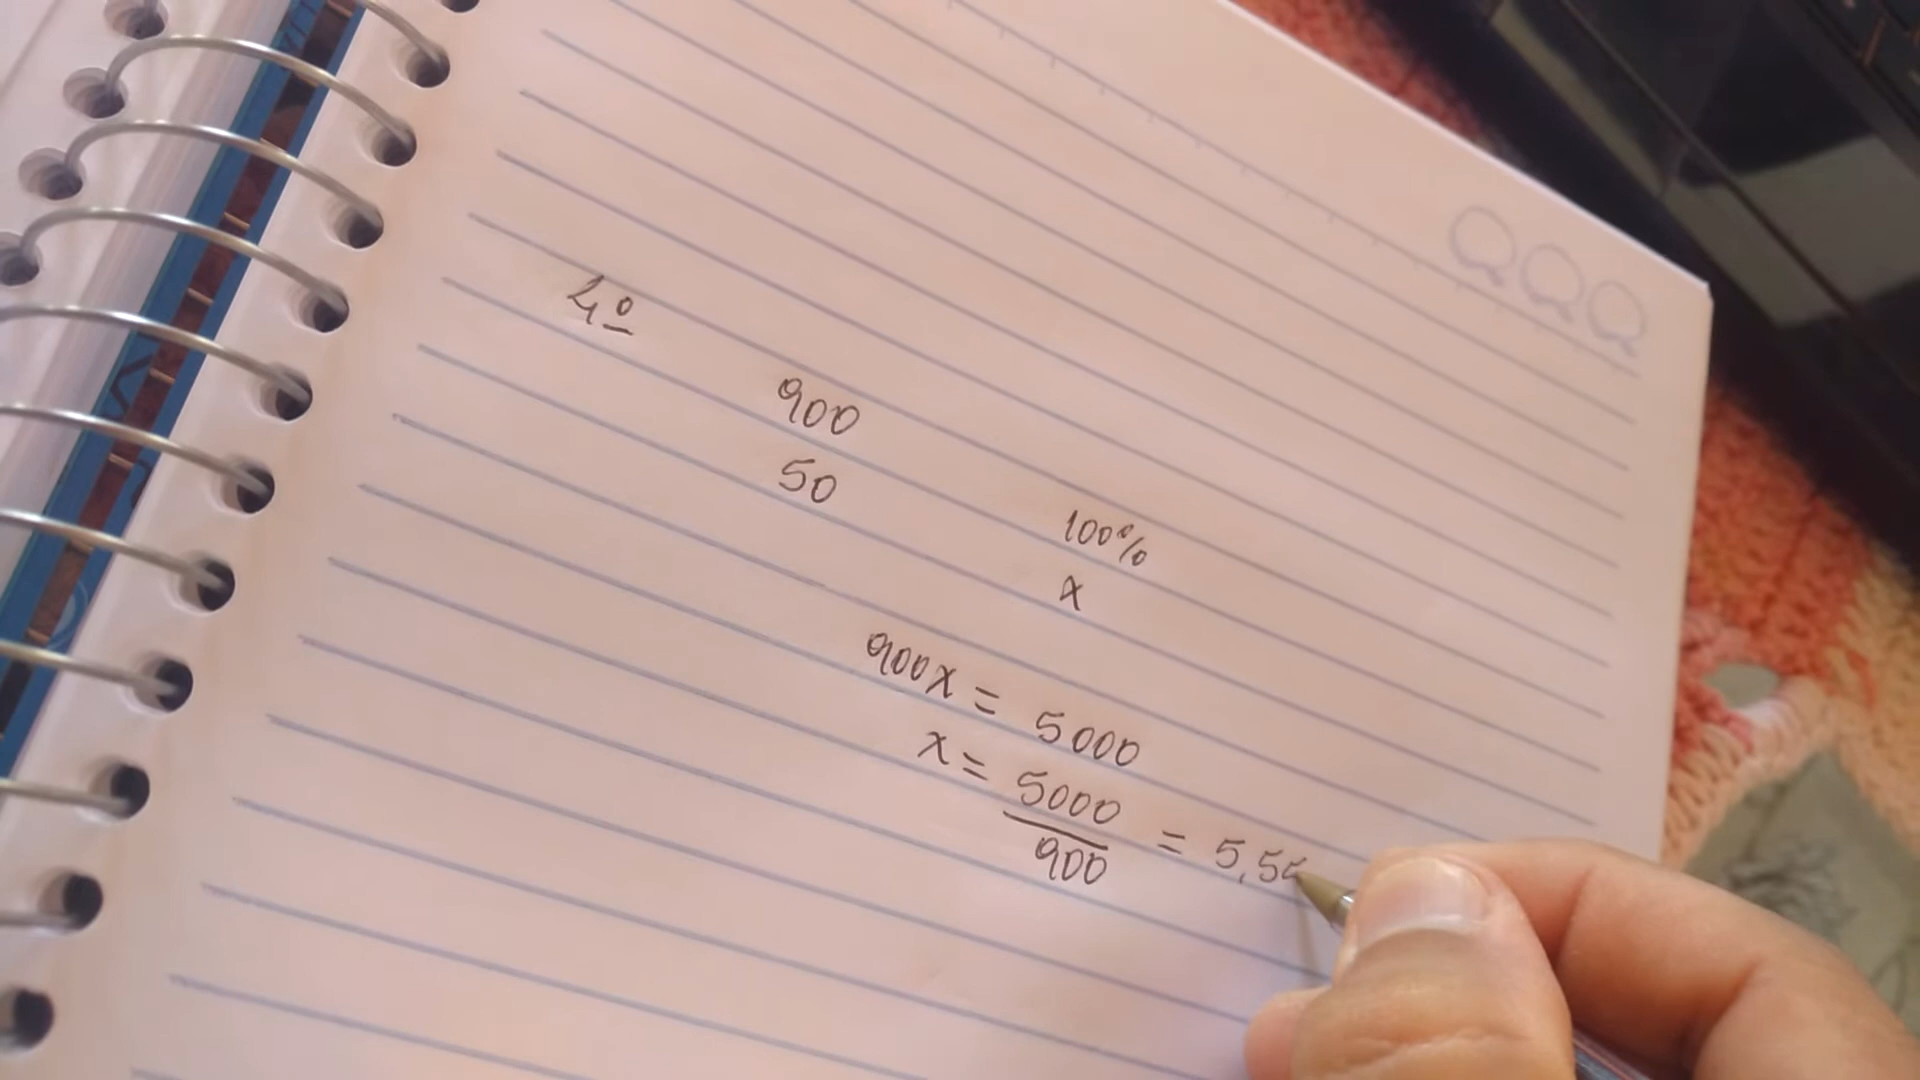 4º
900
50
100%
x
900x = 5000
x = 5000
900
= 5,5